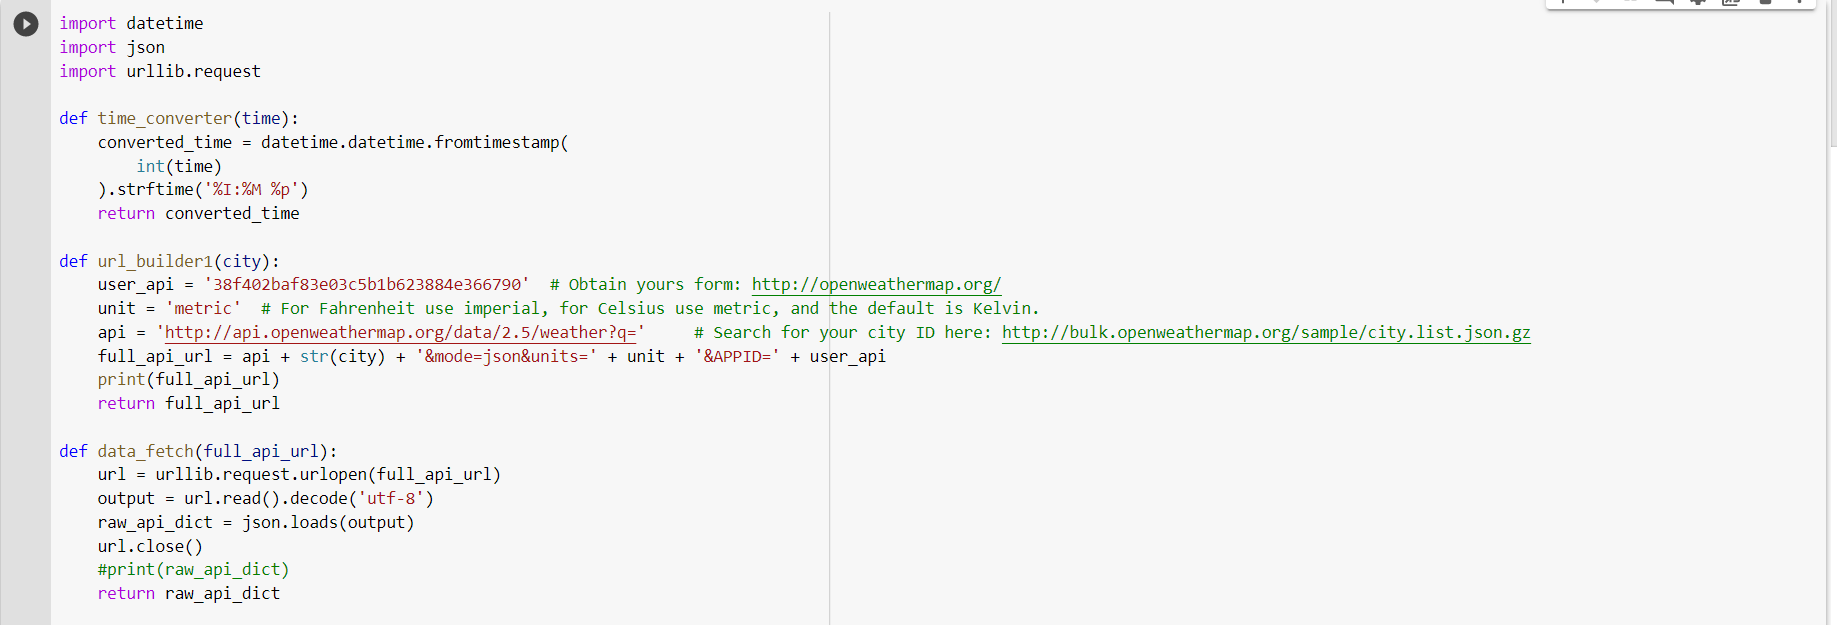 import datetime
import json
import urllib.request
def time_converter(time):
    converted_time = datetime.datetime.fromtimestamp(
        int(time)
    ).strftime('%I:%M %p')
    return converted_time
def url_builder1(city):
    user_api = '38f402baf83e03c5b1b623884e366790'  # Obtain yours form: http://openweathermap.org/
    unit = 'metric'  # For Fahrenheit use imperial, for Celsius use metric, and the default is Kelvin.
    api = 'http://api.openweathermap.org/data/2.5/weather?q='     # Search for your city ID here: http://bulk.openweathermap.org/sample/city.list.json.gz
    full_api_url = api + str(city) + '&mode=json&units=' + unit + '&APPID=' + user_api
    print(full_api_url)
    return full_api_url
def data_fetch(full_api_url):
    url = urllib.request.urlopen(full_api_url)
    output = url.read().decode('utf-8')
    raw_api_dict = json.loads(output)
    url.close()
    #print(raw_api_dict)
    return raw_api_dict